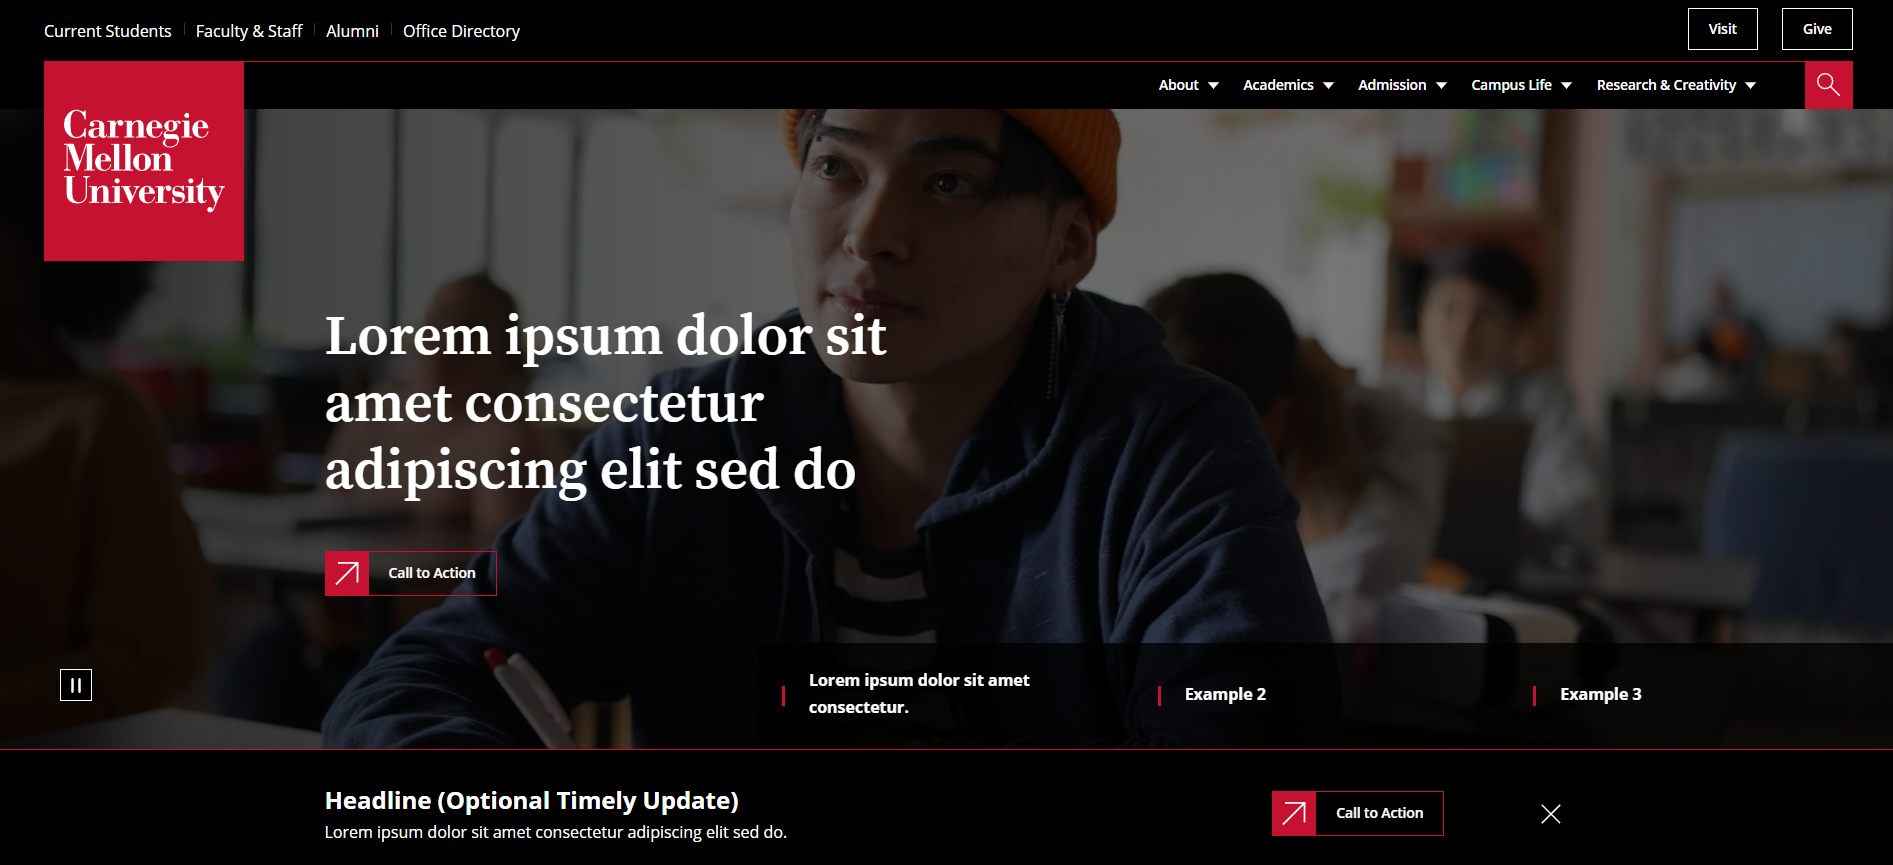 Current Students
Faculty & Staff
Alumni
Office Directory
Visit
Give
Carnegie
Mellon
University
About
Academics
Admission
Campus Life
Research & Creativity
Lorem ipsum dolor sit
amet consectetur
adipiscing elit sed do
Call to Action
Lorem ipsum dolor sit amet
consectetur.
Example 2
Example 3
Headline (Optional Timely Update)
Lorem ipsum dolor sit amet consectetur adipiscing elit sed do.
Call to Action